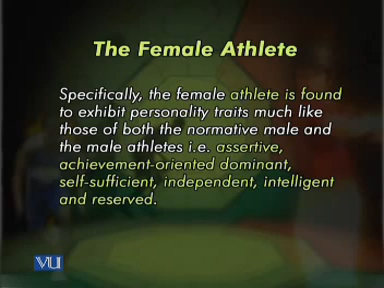 The Female Athlete
Specifically, the female athlete is found
to exhibit personality traits much like
those of both the normative male and
the male athletes i.e. assertive,
achievement-oriented dominant,
self-sufficient, independent, intelligent
and reserved.
VU